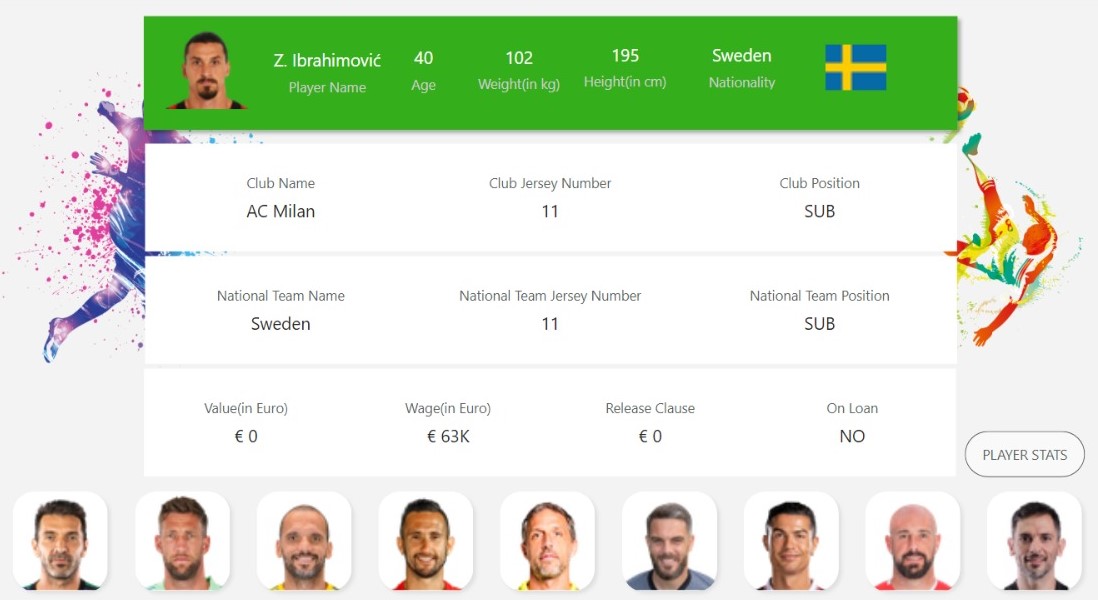 Z. Ibrahimović 40 102 195 Sweden
Player Name Age Weight(in kg) Height(in cm) Nationality
Club Name Club Jersey Number Club Position
AC Milan 11 SUB
National Team Name National Team Jersey Number National Team Position
Sweden 11 SUB
Value(in Euro) Wage(in Euro) Release Clause On Loan
€ 0 € 63K € 0 NO
PLAYER STATS